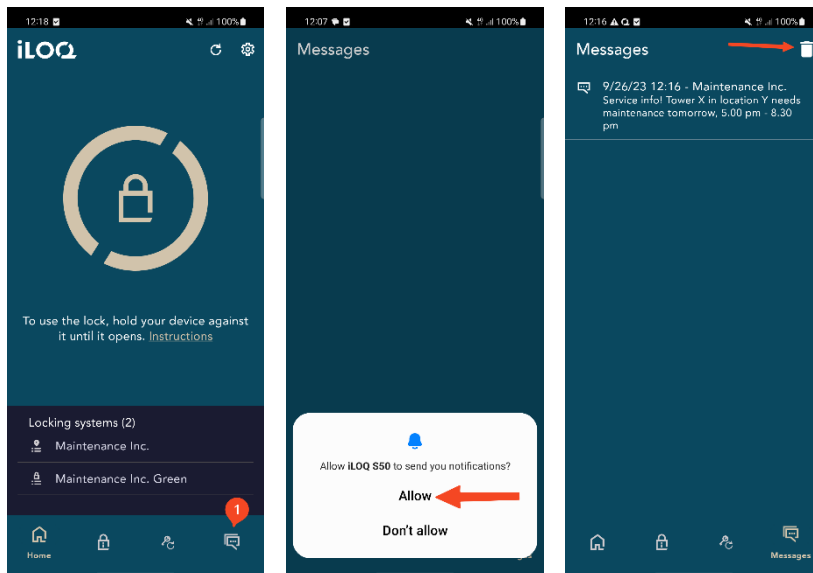 12:18
100%
iLOQ
To use the lock, hold your device against
it until it opens. Instructions
Locking systems (2)
Maintenance Inc.
Maintenance Inc. Green
1
Home
12:07
100%
Messages
Allow iLOQ S50 to send you notifications?
Allow
Don't allow
12:16
100%
Messages
9/26/23 12:16 - Maintenance Inc.
Service info! Tower X in location Y needs
maintenance tomorrow, 5.00 pm - 8.30
pm
Messages